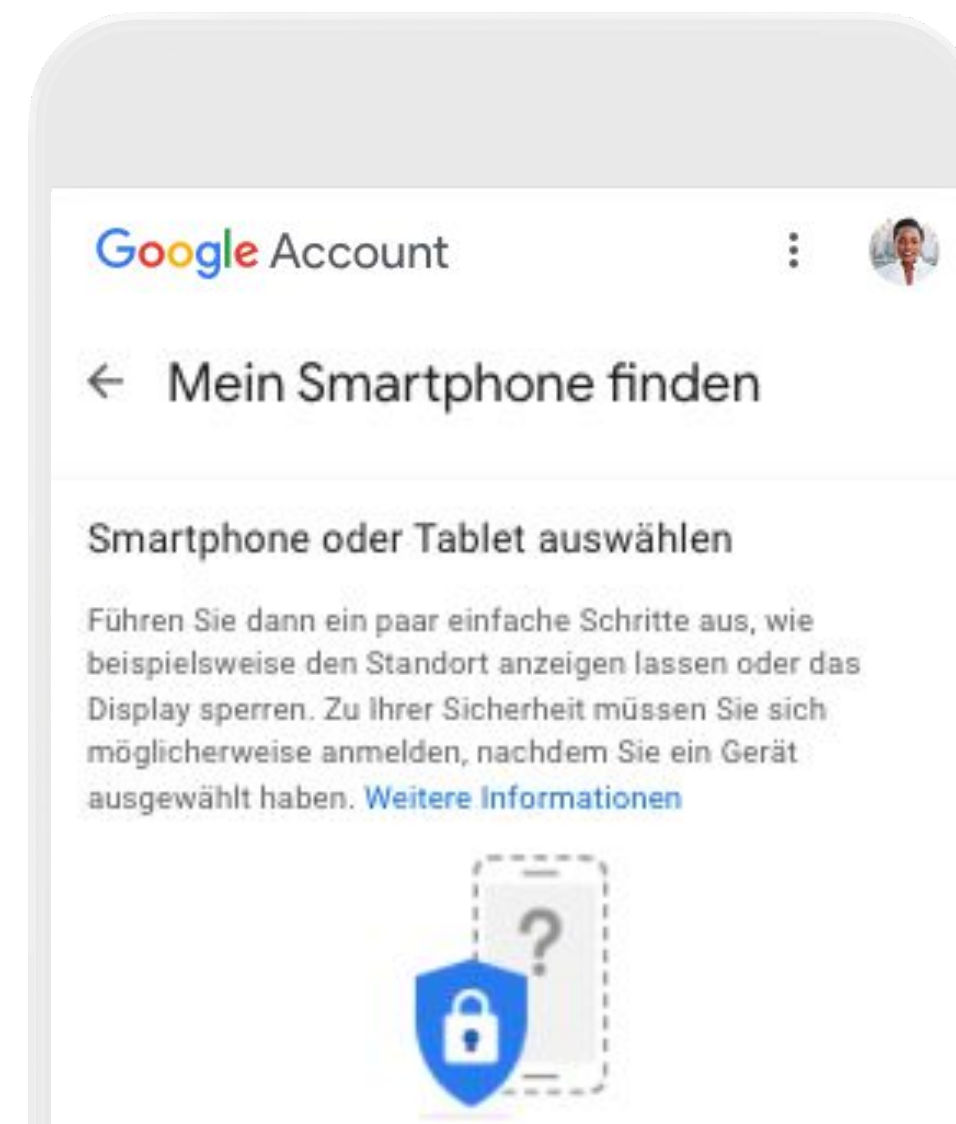 Google Account
Mein Smartphone finden
Smartphone oder Tablet auswählen
Führen Sie dann ein paar einfache Schritte aus, wie
beispielsweise den Standort anzeigen lassen oder das
Display sperren. Zu Ihrer Sicherheit müssen Sie sich
möglicherweise anmelden, nachdem Sie ein Gerät
ausgewählt haben. Weitere Informationen
?